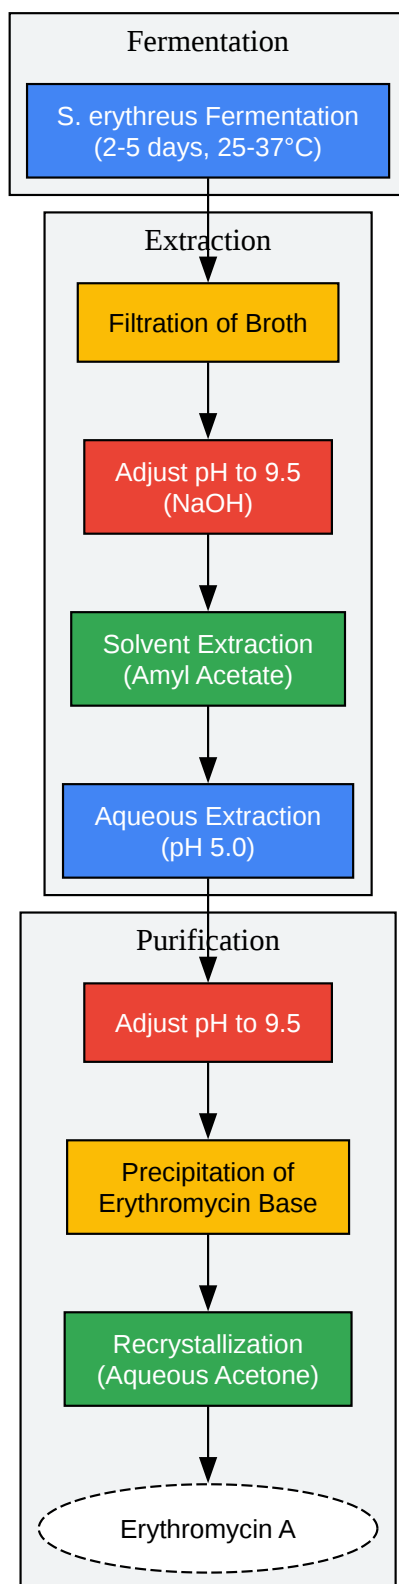 Fermentation
S. erythreus Fermentation
(2-5 days, 25-37°C)
Extraction
Filtration of Broth
Adjust pH to 9.5
(NaOH)
Solvent Extraction
(Amyl Acetate)
Aqueous Extraction
(pH 5.0)
Purification
Adjust pH to 9.5
Precipitation of
Erythromycin Base
Recrystallization
(Aqueous Acetone)
Erythromycin A